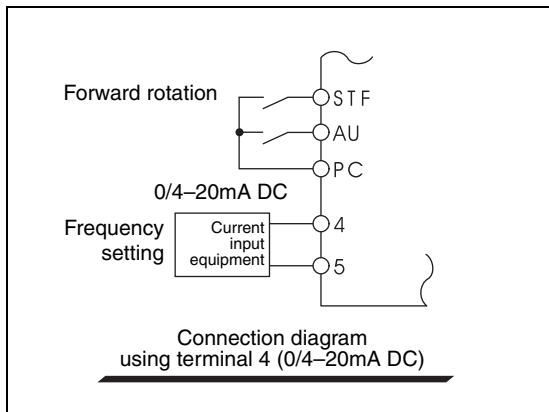 Forward rotation
STF
AU
PC
0/4–20mA DC
Frequency
setting
Current
input
equipment
4
5
Connection diagram
using terminal 4 (0/4–20mA DC)